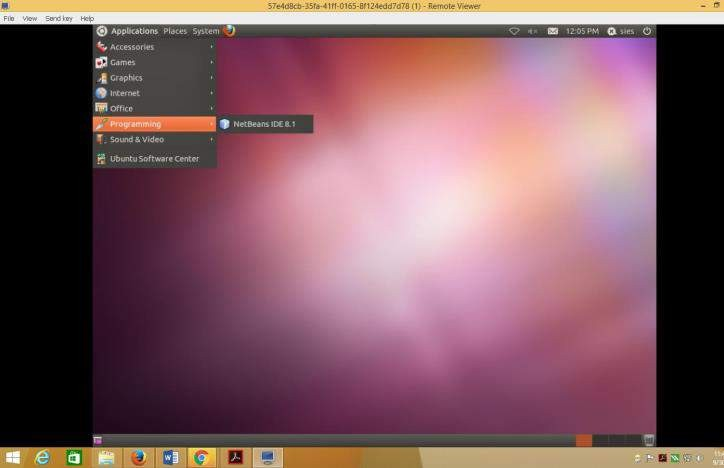 57e4d8cb-35fa-41ff-0165-8f124edd7d78 (1) - Remote Viewer
File View Send key Help
Applications Places System 12:05 PM sies
Accessories
Games
Graphics
Internet
Office
Programming NetBeans IDE 8.1
Sound & Video
Ubuntu Software Center